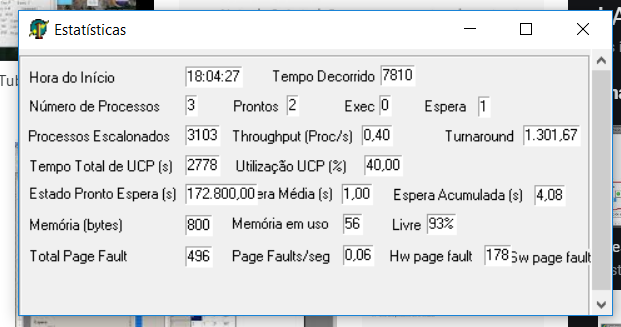 Estatísticas
Hora do Início 18:04:27 Tempo Decorrido 7810
Número de Processos 3 Prontos 2 Exec 0 Espera 1
Processos Escalonados 3103 Throughput (Proc/s) 0,40 Turnaround 1.301,67
Tempo Total de UCP (s) 2778 Utilização UCP (%) 40,00
Estado Pronto Espera (s) 172.800,00 era Média (s) 1,00 Espera Acumulada (s) 4,08
Memória (bytes) 800 Memória em uso 56 Livre 93%
Total Page Fault 496 Page Faults/seg 0,06 Hw page fault 178 Sw page fault